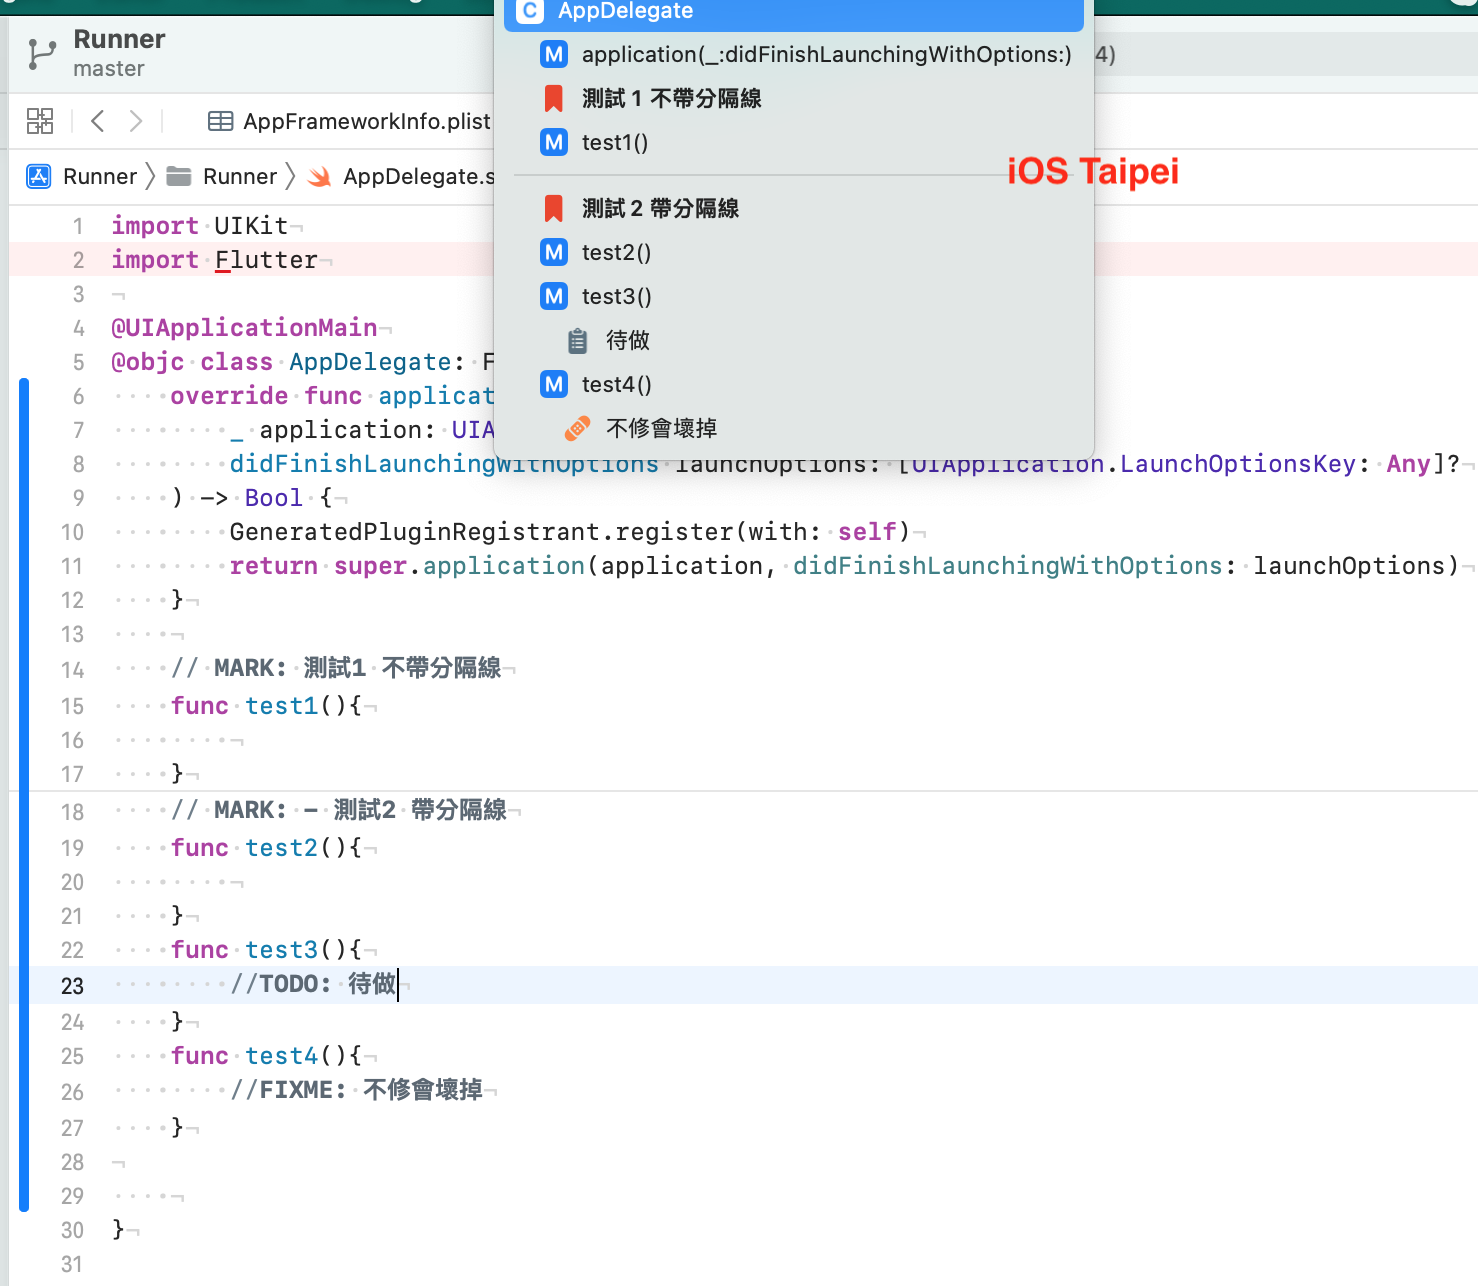 AppDelegate
Runner
master
application(_:didFinishLaunchingWithOptions:)
4)
測試 1 不帶分隔線
AppFrameworkInfo.plist
test1()
iOS Taipei
Runner
Runner
AppDelegate.s
測試 2 帶分隔線
test2()
test3()
待做
test4()
不修會壞掉
1 import UIKit
2 import Flutter
3
4 @UIApplicationMain
5 @objc class AppDelegate: F
6 override func applicat
7 _ application: UIA
8 didFinishLaunchingWithOptions launchOptions: [UIApplication.LaunchOptionsKey: Any]?
9 ) -> Bool {
10 GeneratedPluginRegistrant.register(with: self)
11 return super.application(application, didFinishLaunchingWithOptions: launchOptions)
12 }
13
14 // MARK: 測試1 不帶分隔線
15 func test1(){
16
17 }
18 // MARK: - 測試2 帶分隔線
19 func test2(){
20
21 }
22 func test3(){
23 //TODO: 待做
24 }
25 func test4(){
26 //FIXME: 不修會壞掉
27 }
28
29
30 }
31